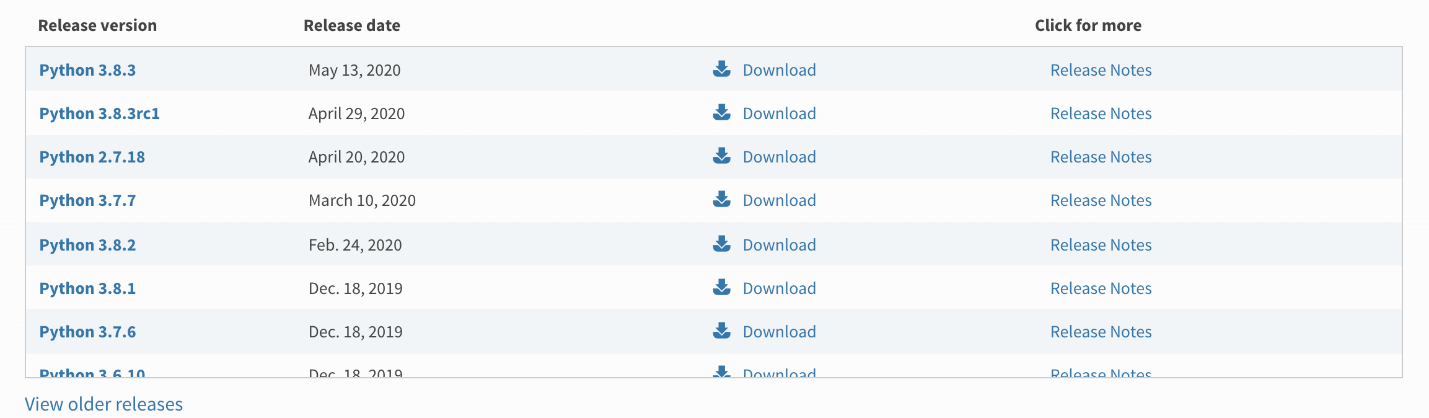 Release version Release date Click for more
Python 3.8.3 May 13, 2020 Download Release Notes
Python 3.8.3rc1 April 29, 2020 Download Release Notes
Python 2.7.18 April 20, 2020 Download Release Notes
Python 3.7.7 March 10, 2020 Download Release Notes
Python 3.8.2 Feb. 24, 2020 Download Release Notes
Python 3.8.1 Dec. 18, 2019 Download Release Notes
Python 3.7.6 Dec. 18, 2019 Download Release Notes
Python 3.6.10 Dec. 18, 2019 Download Release Notes
View older releases